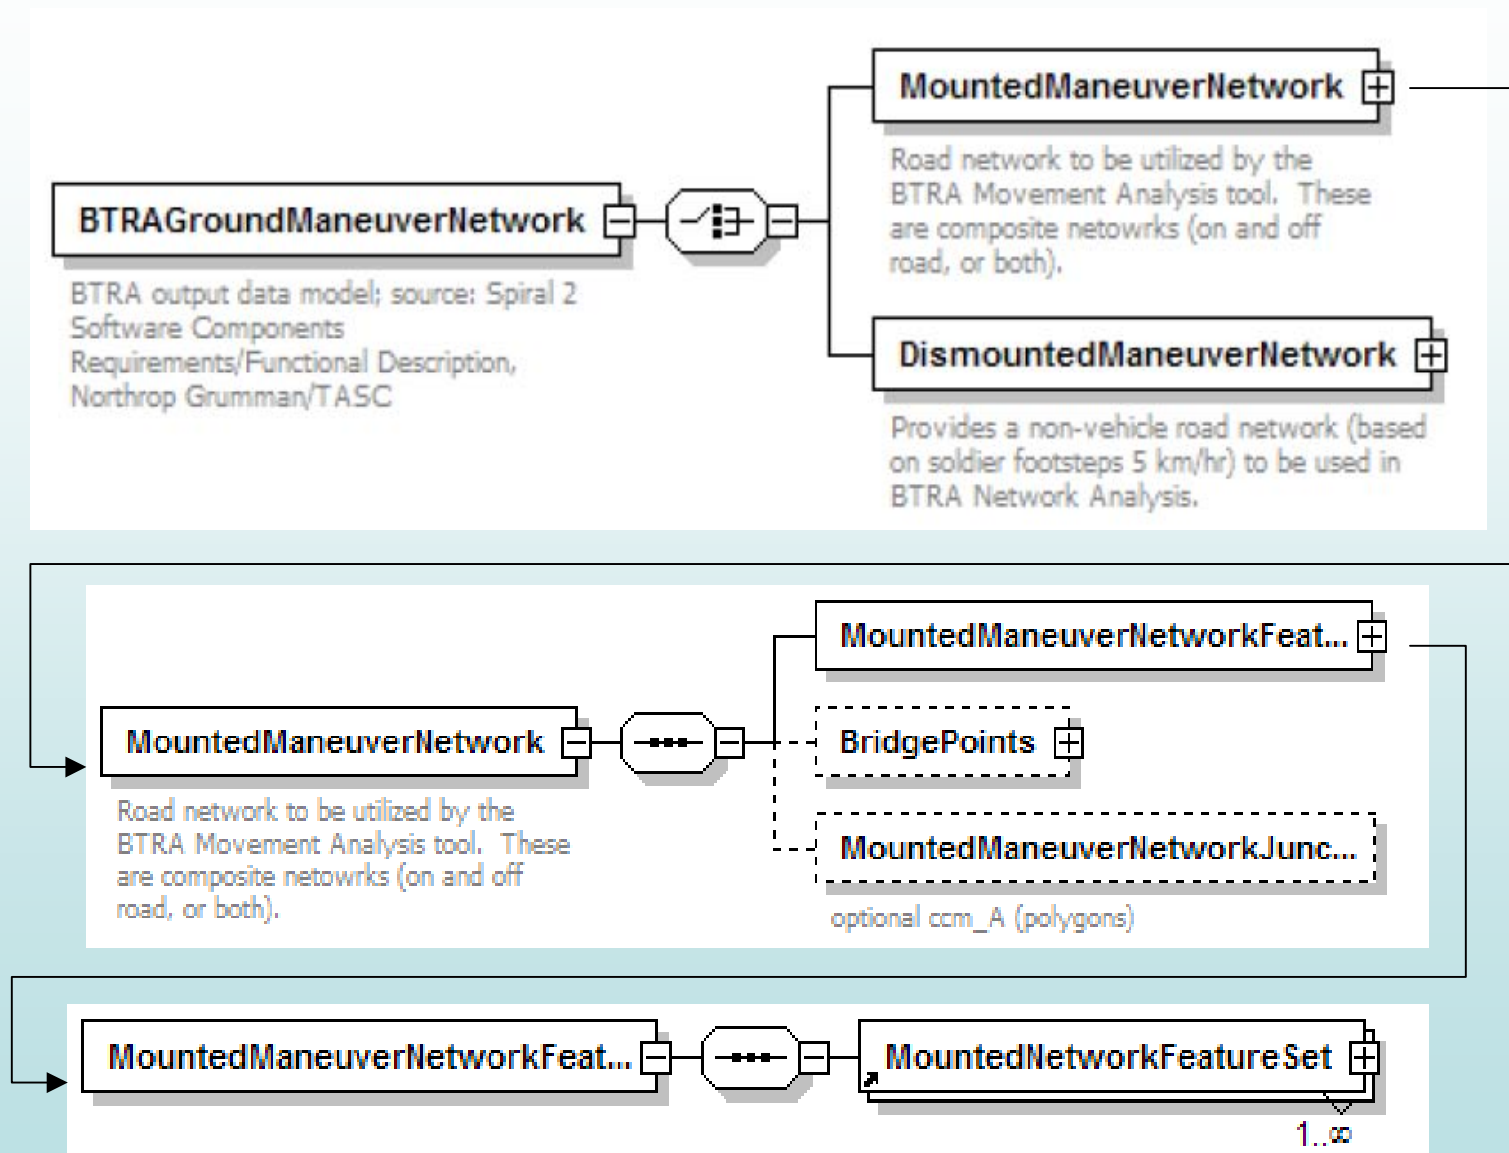 MountedManeuverNetwork
Road network to be utilized by the
BTRA Movement Analysis tool. These
are composite netowrks (on and off
road, or both).
BTRAGroundManeuverNetwork
BTRA output data model; source: Spiral 2
Software Components
Requirements/Functional Description,
Northrop Grumman/TASC
DismountedManeuverNetwork
Provides a non-vehicle road network (based
on soldier footsteps 5 km/hr) to be used in
BTRA Network Analysis.
MountedManeuverNetworkFeat...
MountedManeuverNetwork
Road network to be utilized by the
BTRA Movement Analysis tool. These
are composite netowrks (on and off
road, or both).
BridgePoints
MountedManeuverNetworkJunc...
optional ccm_A (polygons)
MountedManeuverNetworkFeat...
MountedNetworkFeatureSet
1..∞